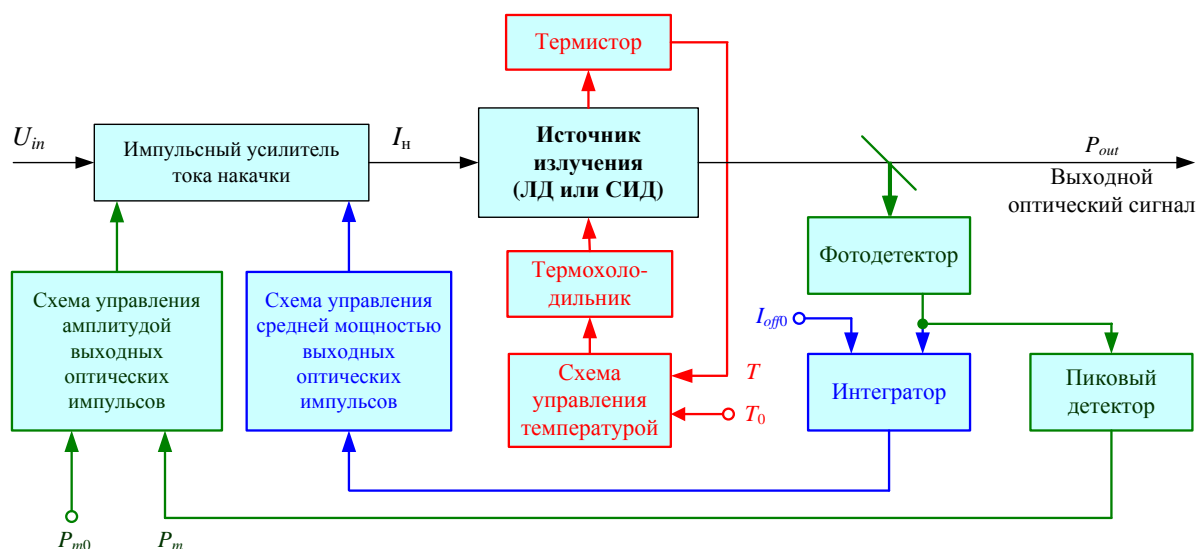 Термистор
U_in
Импульсный усилитель
тока накачки
I_н
Источник
излучения
(ЛД или СИД)
P_out
Выходной
оптический сигнал
Фотодетектор
Термохоло-
дильник
Схема управления
амплитудой
выходных
оптических
импульсов
Схема управления
средней мощностью
выходных
оптических
импульсов
I_off0
Схема
управления
температурой
T
T_0
Интегратор
Пиковый
детектор
P_m0
P_m